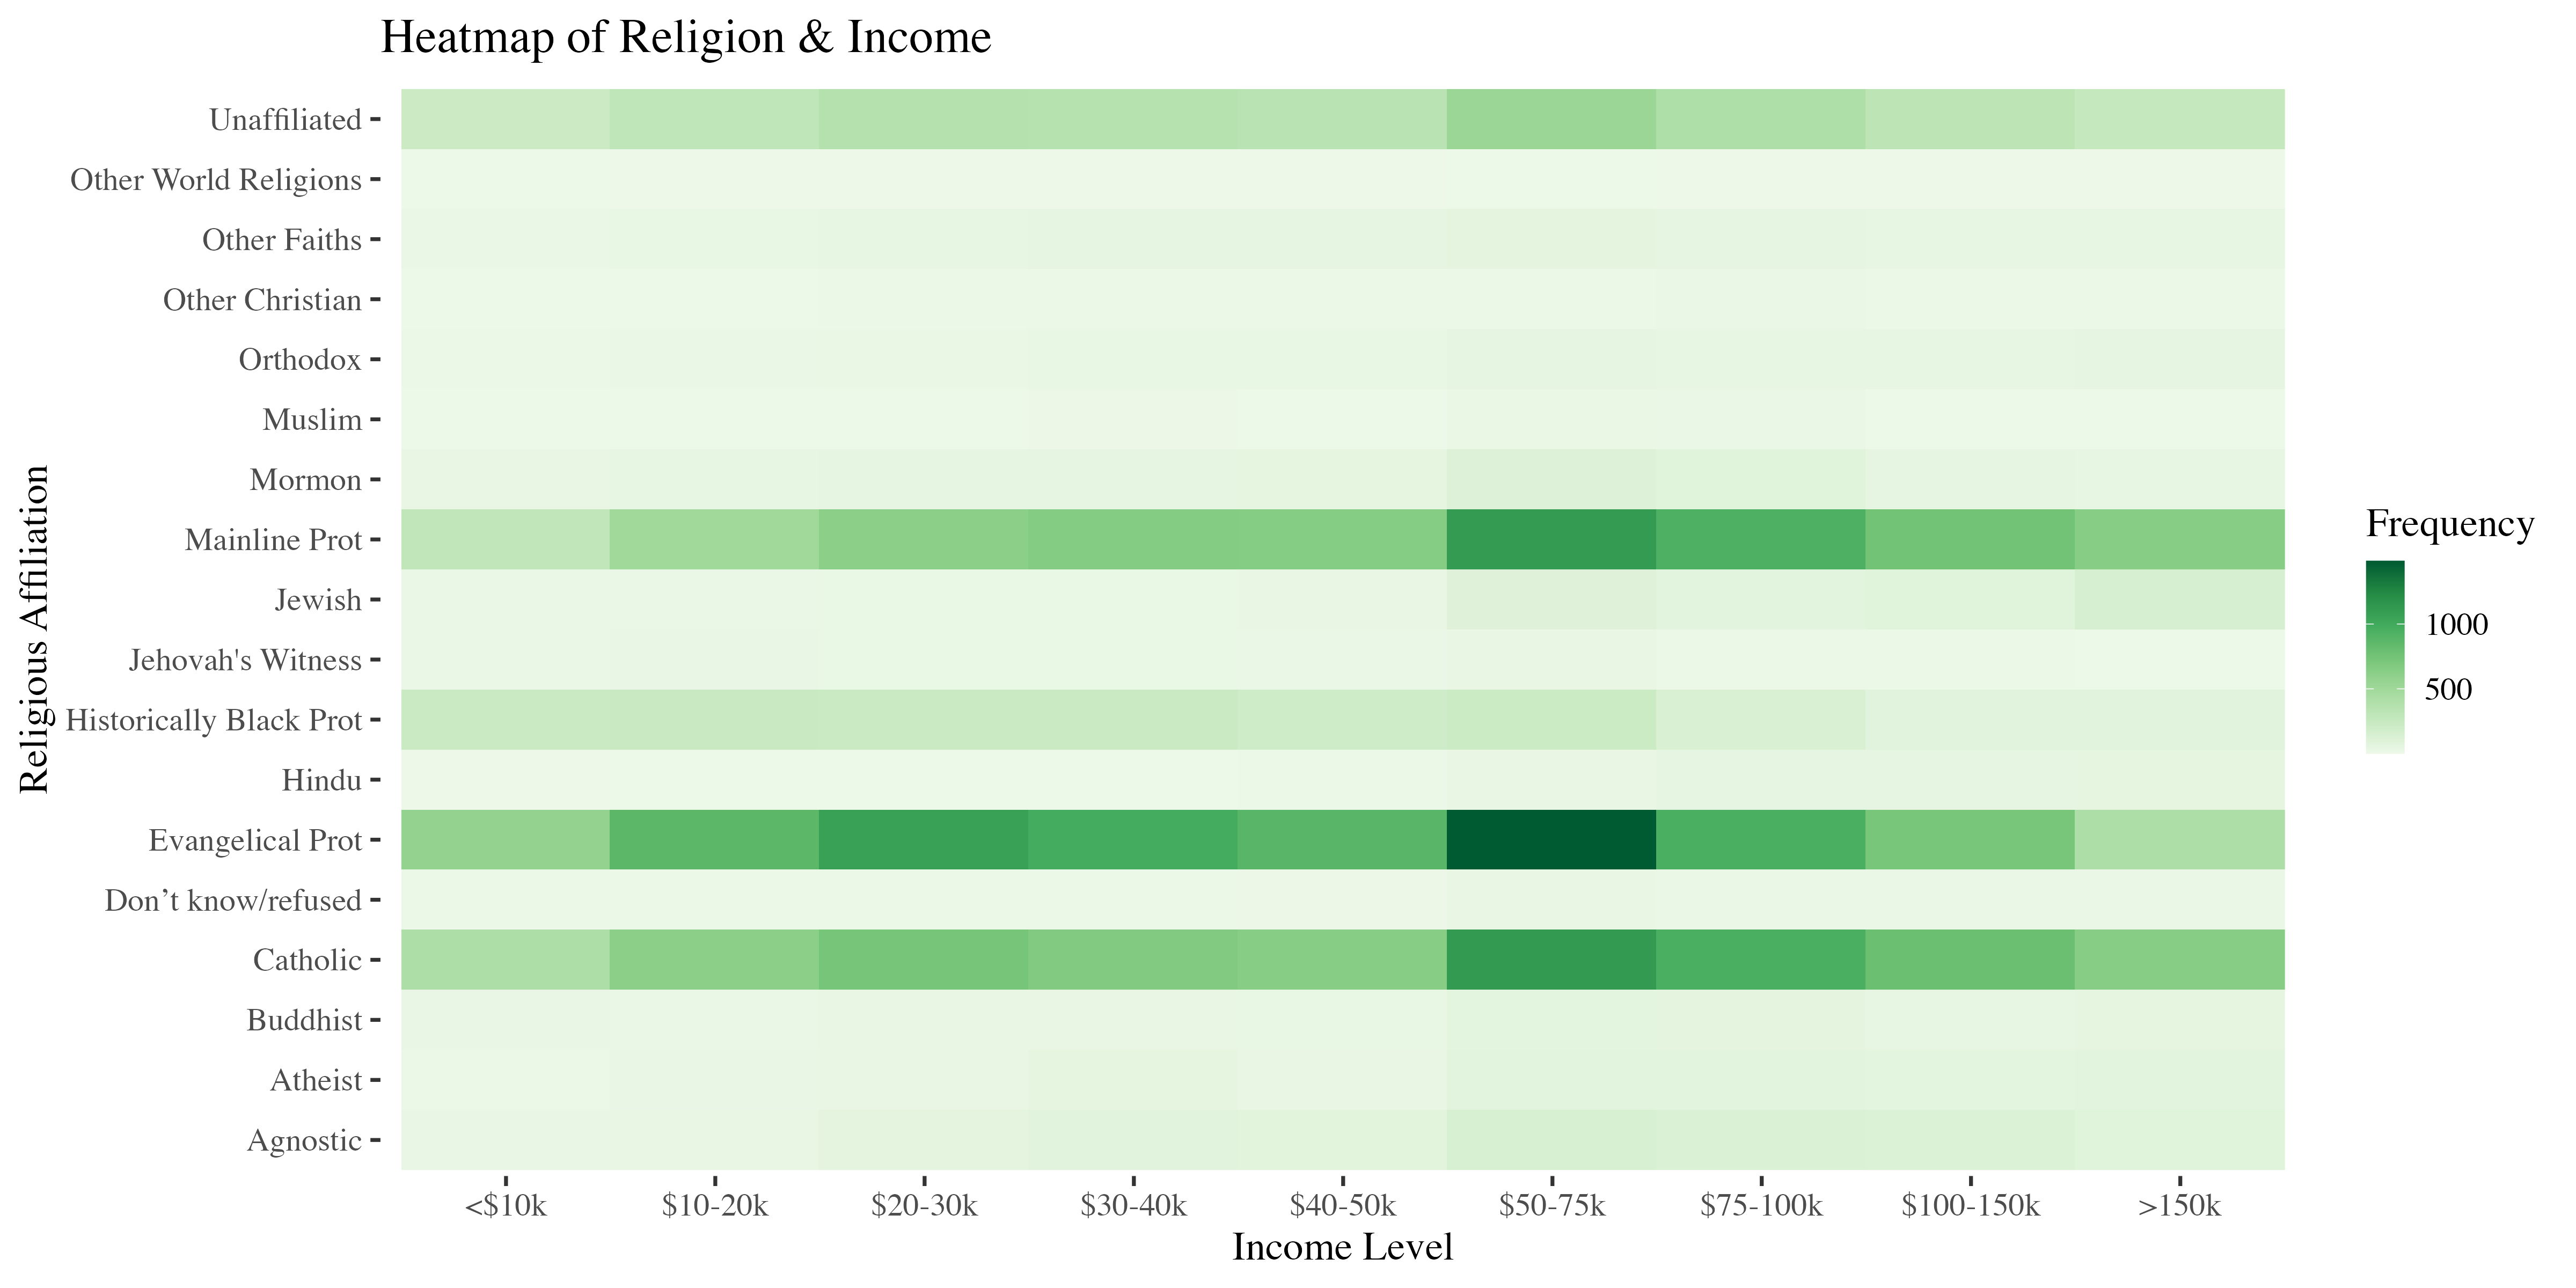 Heatmap of Religion & Income
Religious Affiliation
Unaffiliated
Other World Religions
Other Faiths
Other Christian
Orthodox
Muslim
Mormon
Mainline Prot
Jewish
Jehovah's Witness
Historically Black Prot
Hindu
Evangelical Prot
Don’t know/refused
Catholic
Buddhist
Atheist
Agnostic
<$10k $10-20k $20-30k $30-40k $40-50k $50-75k $75-100k $100-150k >150k
Income Level
Frequency
1000
500